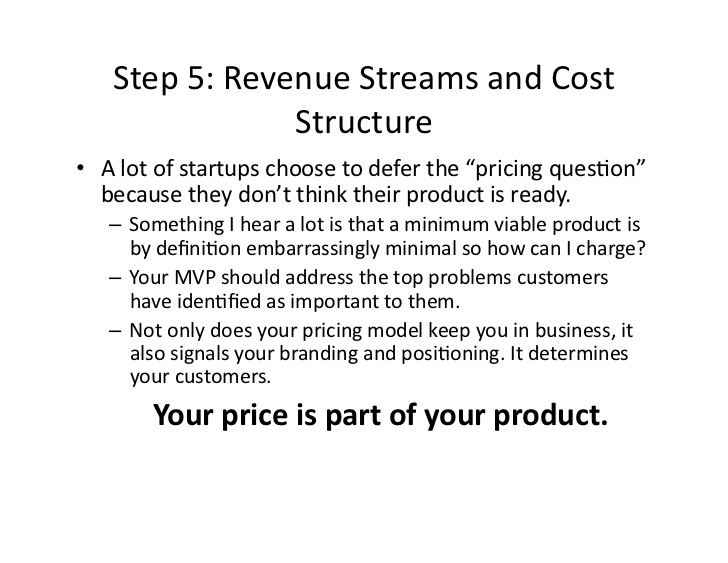 Step 5: Revenue Streams and Cost
Structure
• A lot of startups choose to defer the “pricing question”
because they don’t think their product is ready.
– Something I hear a lot is that a minimum viable product is
by definition embarrassingly minimal so how can I charge?
– Your MVP should address the top problems customers
have identified as important to them.
– Not only does your pricing model keep you in business, it
also signals your branding and positioning. It determines
your customers.
Your price is part of your product.